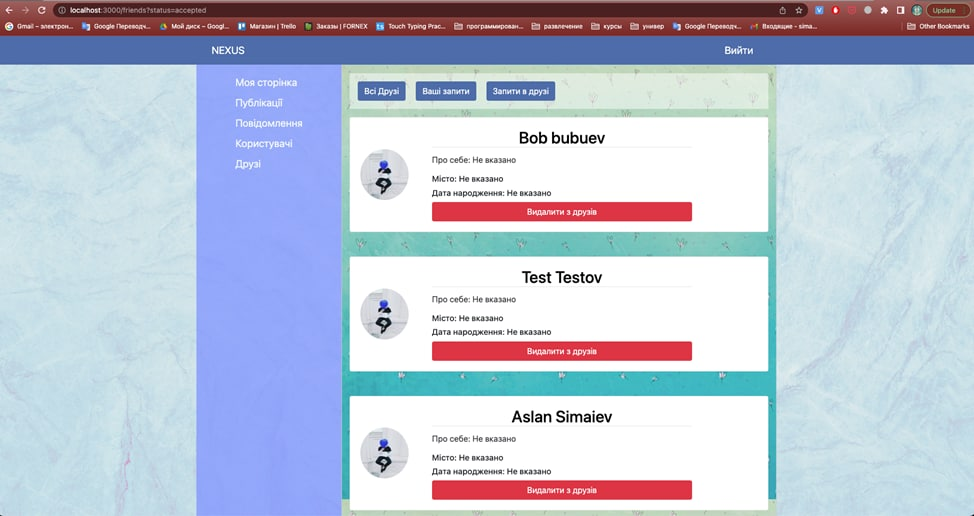 localhost:3000/friends?status=accepted
Update
Gmail – электрон...
Google Переводч...
Мой диск – Googl...
Магазин | Trello
Заказы | FORNEX
Touch Typing Prac...
программирован...
развлечение
курсы
универ
Google Переводч...
Входящие - sima...
Other Bookmarks
NEXUS
Выйти
Моя сторінка
Публікації
Повідомлення
Користувачі
Друзі
Всі Друзі
Ваші запити
Запити в друзі
Bob bubuev
Про себе: Не вказано
Місто: Не вказано
Дата народження: Не вказано
Видалити з друзів
Test Testov
Про себе: Не вказано
Місто: Не вказано
Дата народження: Не вказано
Видалити з друзів
Aslan Simaiev
Про себе: Не вказано
Місто: Не вказано
Дата народження: Не вказано
Видалити з друзів